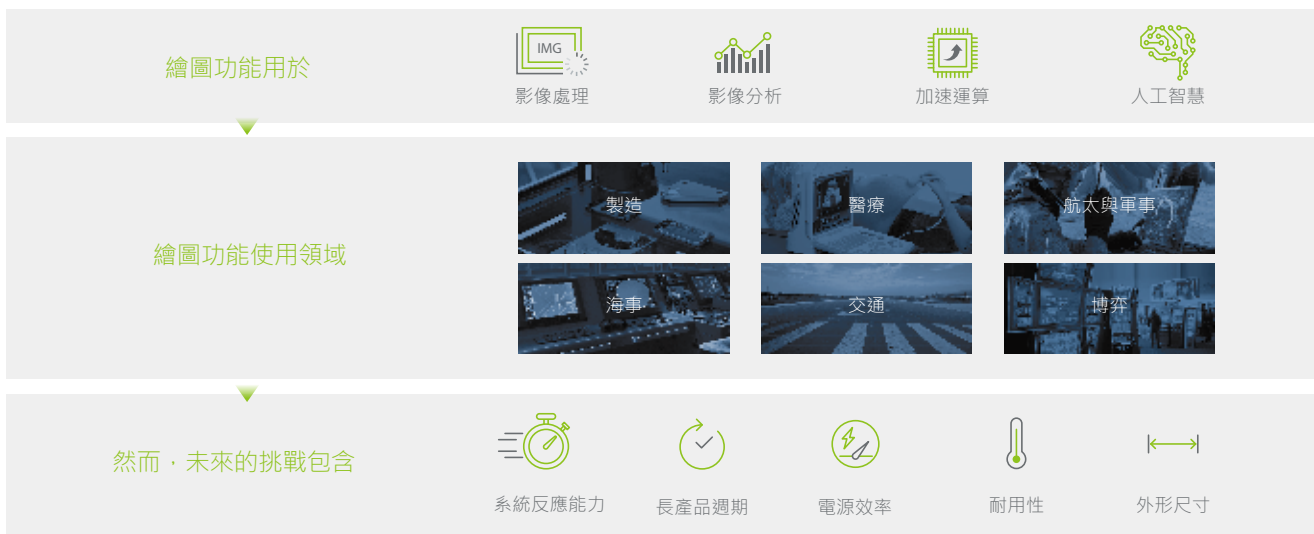 繪圖功能用於
IMG
影像處理
影像分析
加速運算
人工智慧
繪圖功能使用領域
製造
醫療
航太與軍事
海事
交通
博弈
然而，未來的挑戰包含
系統反應能力
長產品週期
電源效率
耐用性
外形尺寸